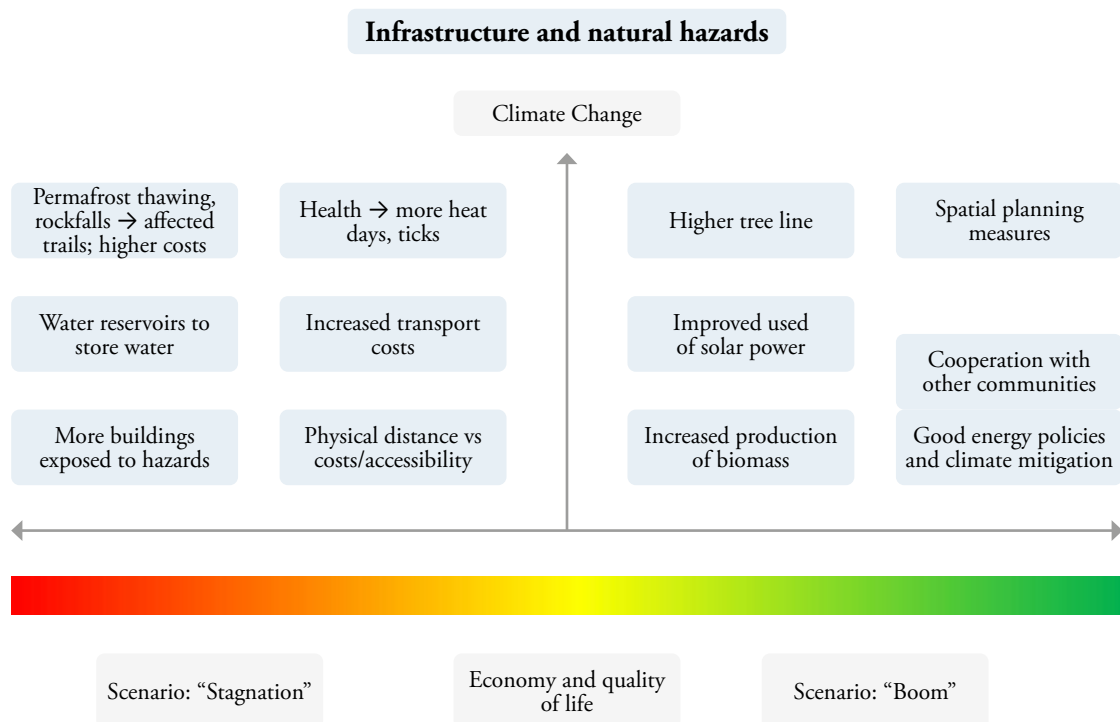 Infrastructure and natural hazards
Climate Change
Permafrost thawing,
rockfalls → affected
trails; higher costs
Health → more heat
days, ticks
Higher tree line
Spatial planning
measures
Water reservoirs to
store water
Increased transport
costs
Improved used
of solar power
Cooperation with
other communities
More buildings
exposed to hazards
Physical distance vs
costs/accessibility
Increased production
of biomass
Good energy policies
and climate mitigation
Scenario: “Stagnation”
Economy and quality
of life
Scenario: “Boom”